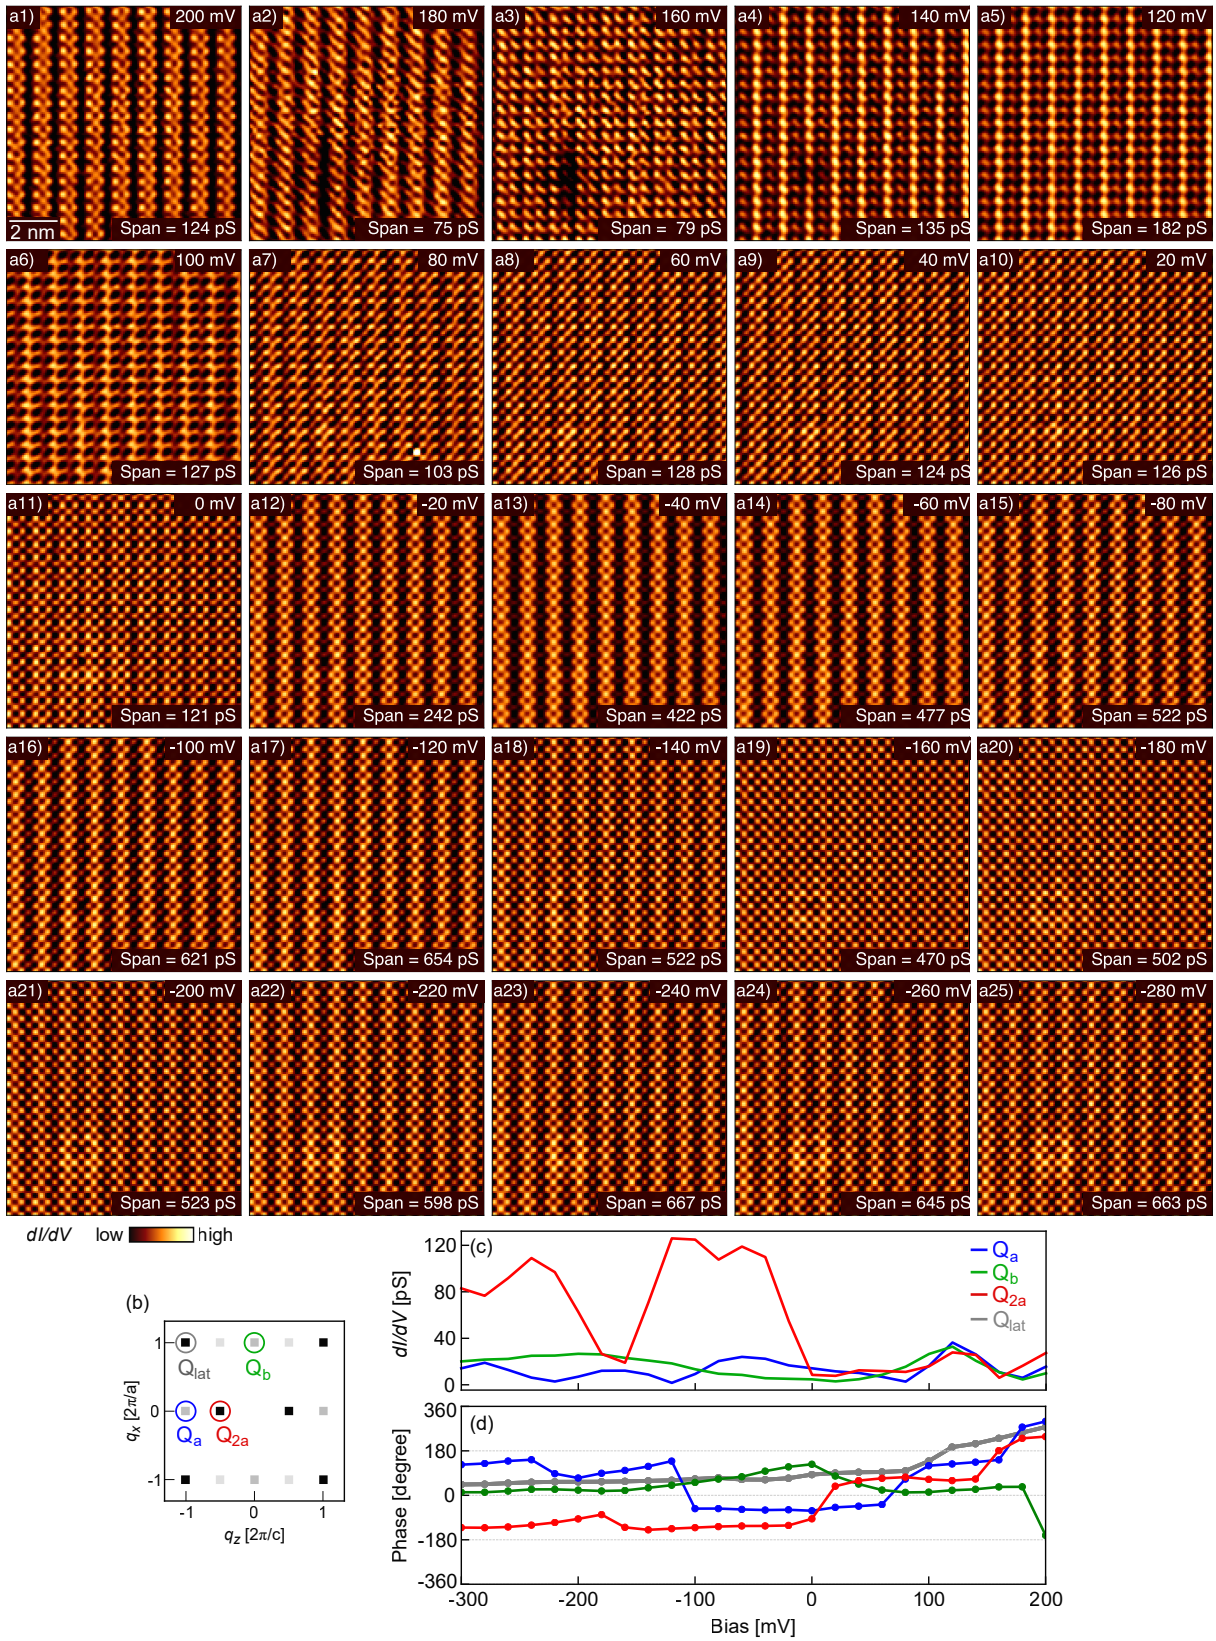 a1) 200 mV a2) 180 mV a3) 160 mV a4) 140 mV a5) 120 mV
2 nm Span = 124 pS Span = 75 pS Span = 79 pS Span = 135 pS Span = 182 pS
a6) 100 mV a7) 80 mV a8) 60 mV a9) 40 mV a10) 20 mV
Span = 127 pS Span = 103 pS Span = 128 pS Span = 124 pS Span = 126 pS
a11) 0 mV a12) -20 mV a13) -40 mV a14) -60 mV a15) -80 mV
Span = 121 pS Span = 242 pS Span = 422 pS Span = 477 pS Span = 522 pS
a16) -100 mV a17) -120 mV a18) -140 mV a19) -160 mV a20) -180 mV
Span = 621 pS Span = 654 pS Span = 522 pS Span = 470 pS Span = 502 pS
a21) -200 mV a22) -220 mV a23) -240 mV a24) -260 mV a25) -280 mV
Span = 523 pS Span = 598 pS Span = 667 pS Span = 645 pS Span = 663 pS
dI/dV low high
(b)
1
0
-1
qx [2π/a]
Qlat Qb
Qa Q2a
-1 0 1
qz [2π/c]
(c)
120
80
40
0
dI/dV [pS]
Qa
Qb
Q2a
Qlat
(d)
360
180
0
-180
-360
Phase [degree]
-300 -200 -100 0 100 200
Bias [mV]